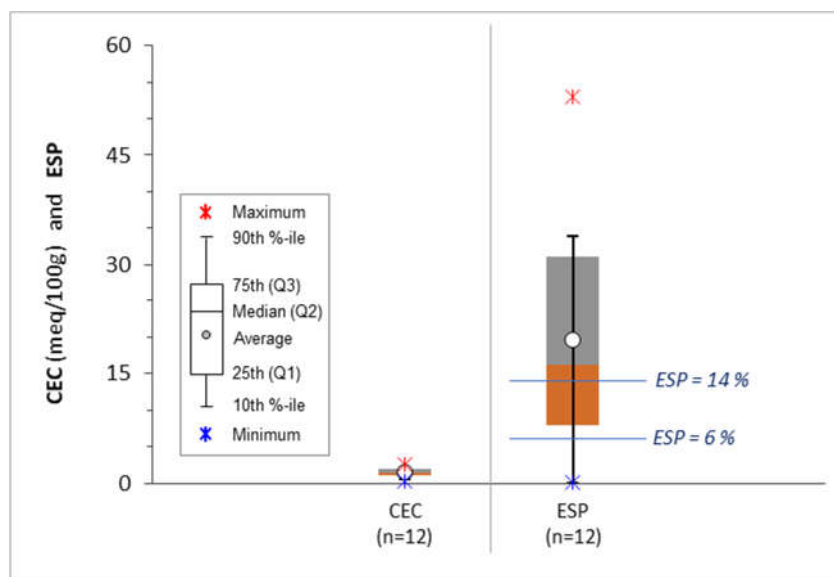 60
45
30
15
0
CEC (meq/100g) and ESP
Maximum
90th %-ile
75th (Q3)
Median (Q2)
Average
25th (Q1)
10th %-ile
Minimum
ESP = 14 %
ESP = 6 %
CEC
(n=12)
ESP
(n=12)